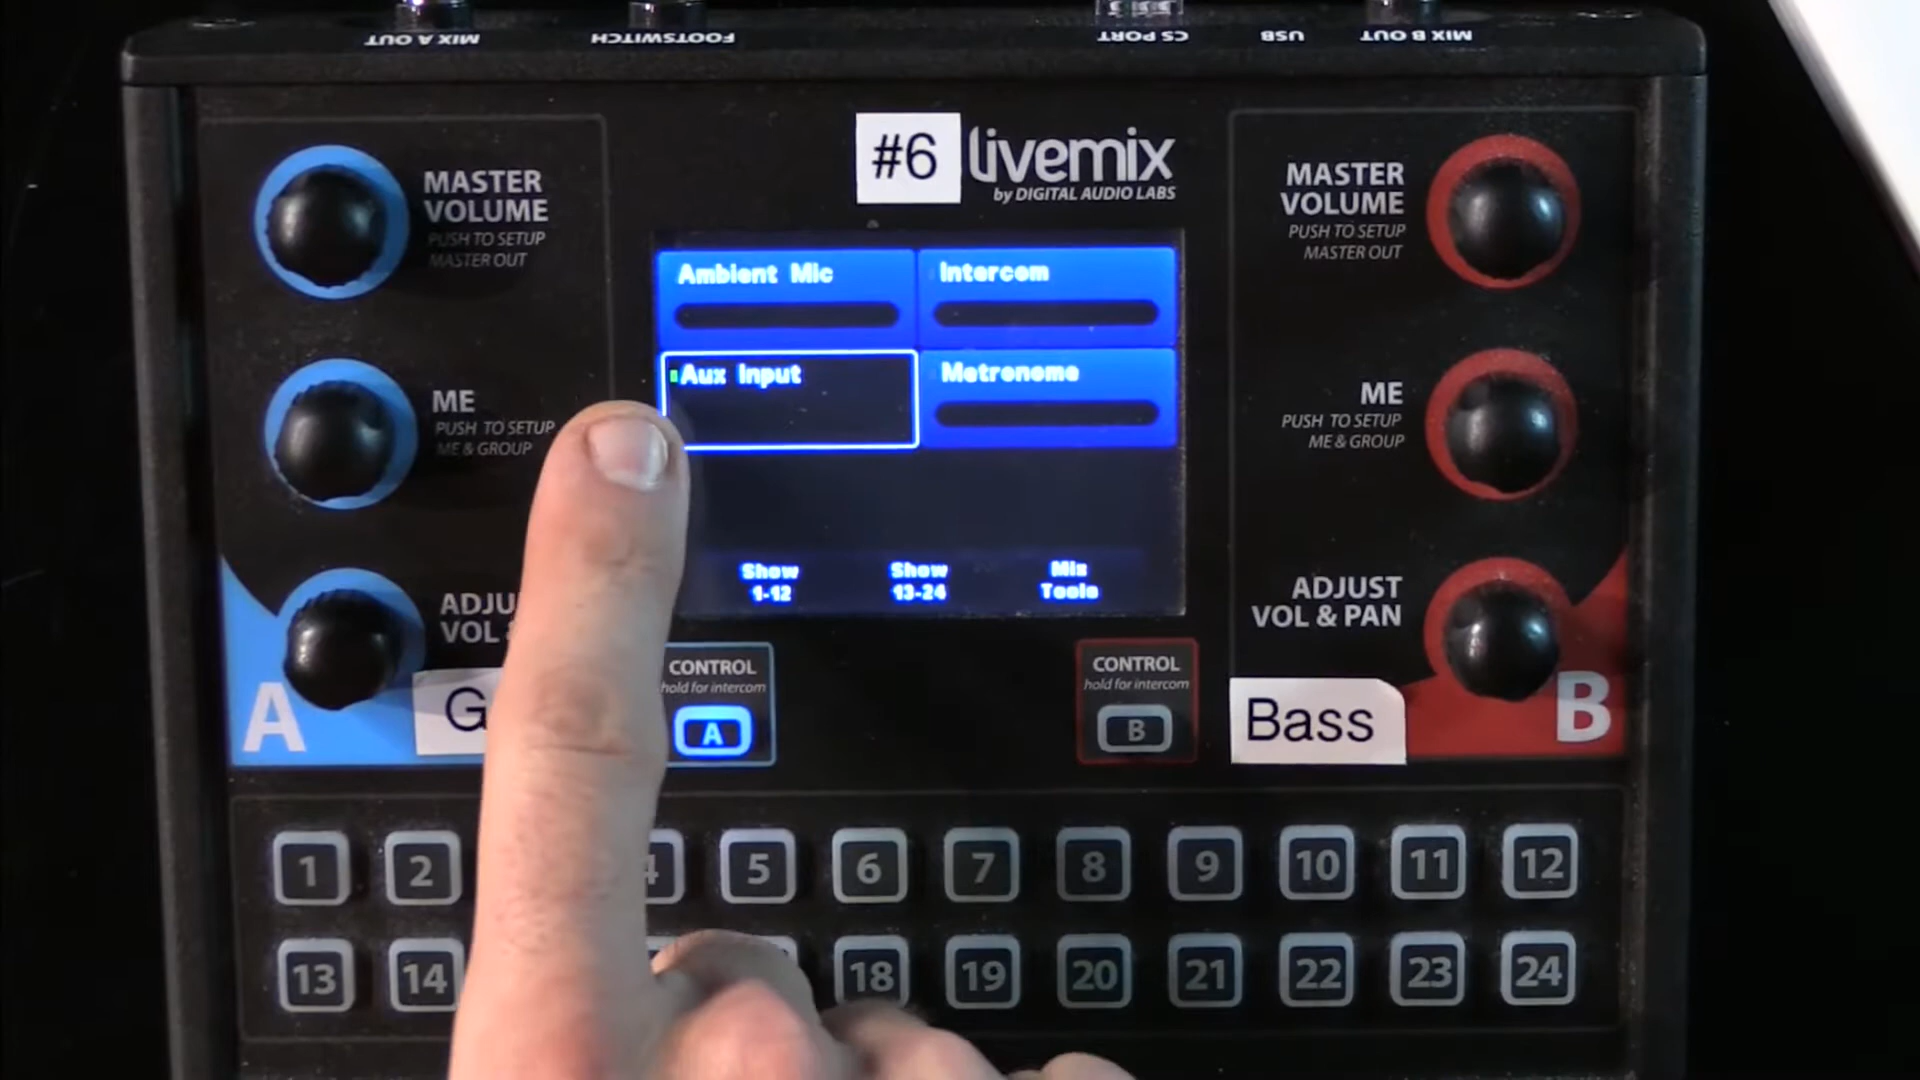 MIX A OUT
FOOTSWITCH
CS PORT
USB
MIX B OUT
#6
livemix
by DIGITAL AUDIO LABS
MASTER
VOLUME
PUSH TO SETUP
MASTER OUT
ME
PUSH TO SETUP
ME & GROUP
ADJU
VOL
A
G
Ambient Mic
Intercom
Aux Input
Metronome
Show
1-12
Show
13-24
Mix
Tools
MASTER
VOLUME
PUSH TO SETUP
MASTER OUT
ME
PUSH TO SETUP
ME & GROUP
ADJUST
VOL & PAN
B
Bass
CONTROL
hold for intercom
A
CONTROL
hold for intercom
B
1 2 4 5 6 7 8 9 10 11 12
13 14 18 19 20 21 22 23 24